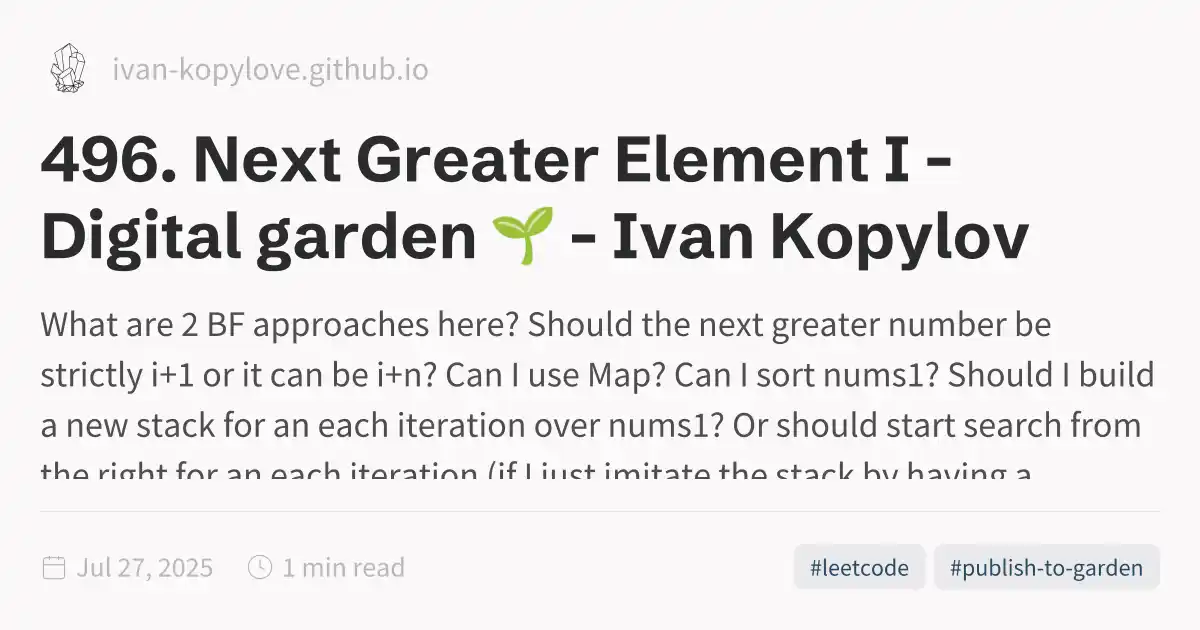 ivan-kopylove.github.io
496. Next Greater Element I -
Digital garden 🌱 - Ivan Kopylov
What are 2 BF approaches here? Should the next greater number be
strictly i+1 or it can be i+n? Can I use Map? Can I sort nums1? Should I build
a new stack for an each iteration over nums1? Or should start search from
the right for an each iteration (if I just imitate the stack by having a
Jul 27, 2025
1 min read
#leetcode
#publish-to-garden